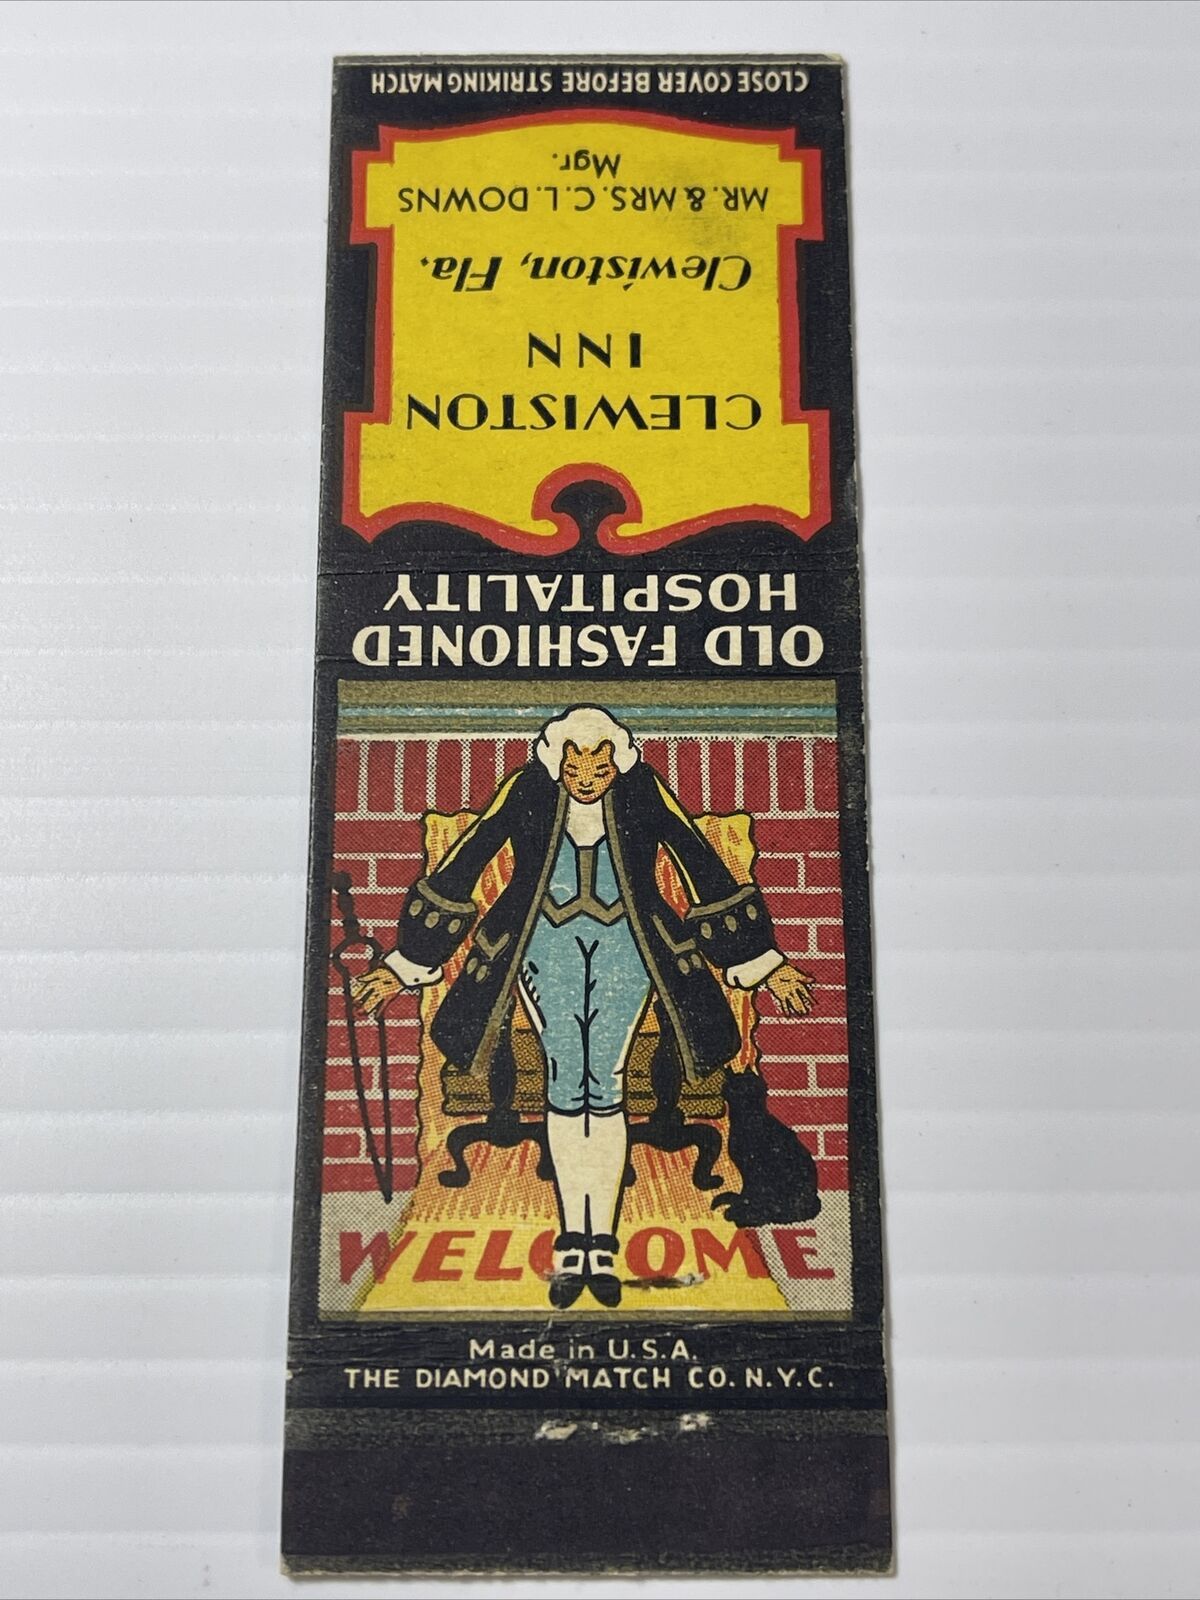 CLOSE COVER BEFORE STRIKING MATCH
OLD FASHIONED
HOSPITALITY
CLEWISTON
INN
Clewiston, Fla.
MR. & MRS. C. L. DOWNS
Mgr.
WELCOME
Made in U.S.A.
THE DIAMOND MATCH CO. N.Y.C.